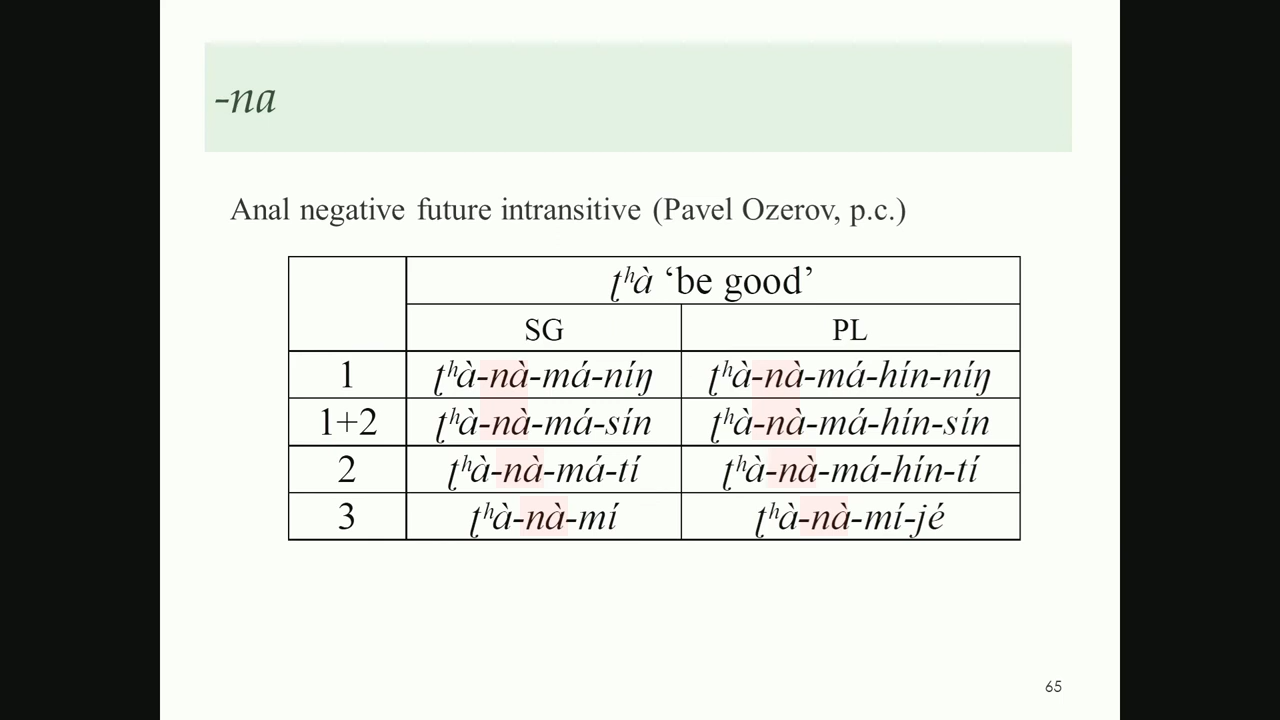 -na
Anal negative future intransitive (Pavel Ozerov, p.c.)
ʈʰà ‘be good’
SG PL
1 ʈʰà-nà-má-níŋ ʈʰà-nà-má-hín-níŋ
1+2 ʈʰà-nà-má-sín ʈʰà-nà-má-hín-sín
2 ʈʰà-nà-má-tí ʈʰà-nà-má-hín-tí
3 ʈʰà-nà-mí ʈʰà-nà-mí-jé
65